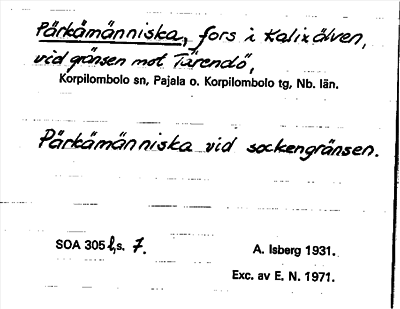 Pärkämänniska, fors i Kalixälven,
vid gränsen mot Tärendö,
Korpilombolo sn, Pajala o. Korpilombolo tg, Nb. län.
Pärkämänniska vid sockengränsen.
SOA 305 l, s. 7. A. Isberg 1931.
Exc. av E. N. 1971.